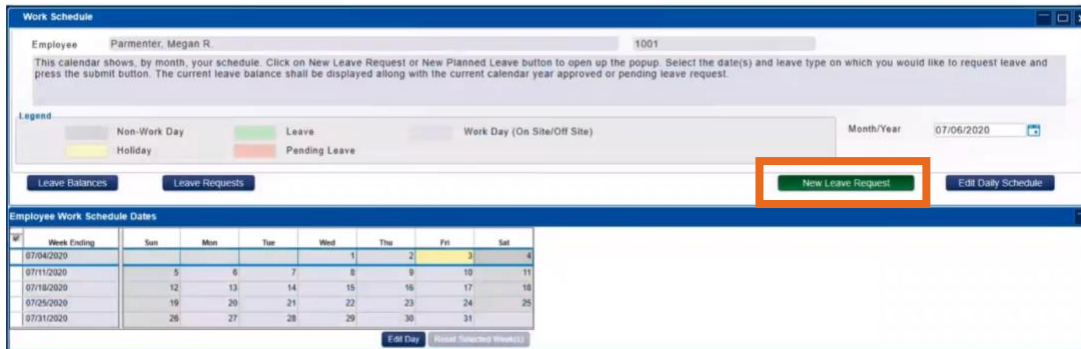 Work Schedule
Employee Parmenter, Megan R. 1001
This calendar shows, by month, your schedule. Click on New Leave Request or New Planned Leave button to open up the popup. Select the date(s) and leave type on which you would like to request leave and
press the submit button. The current leave balance shall be displayed allong with the current calendar year approved or pending leave request.
Legend
Non-Work Day Leave Work Day (On Site/Off Site) Month/Year 07/06/2020
Holiday Pending Leave
Leave Balances Leave Requests New Leave Request Edit Daily Schedule
Employee Work Schedule Dates
Week Ending Sun Mon Tue Wed Thu Fri Sat
07/04/2020 1 2 3 4
07/11/2020 5 6 7 8 9 10 11
07/18/2020 12 13 14 15 16 17 18
07/25/2020 19 20 21 22 23 24 25
07/31/2020 26 27 28 29 30 31
Edit Day Reset Selected Week(s)